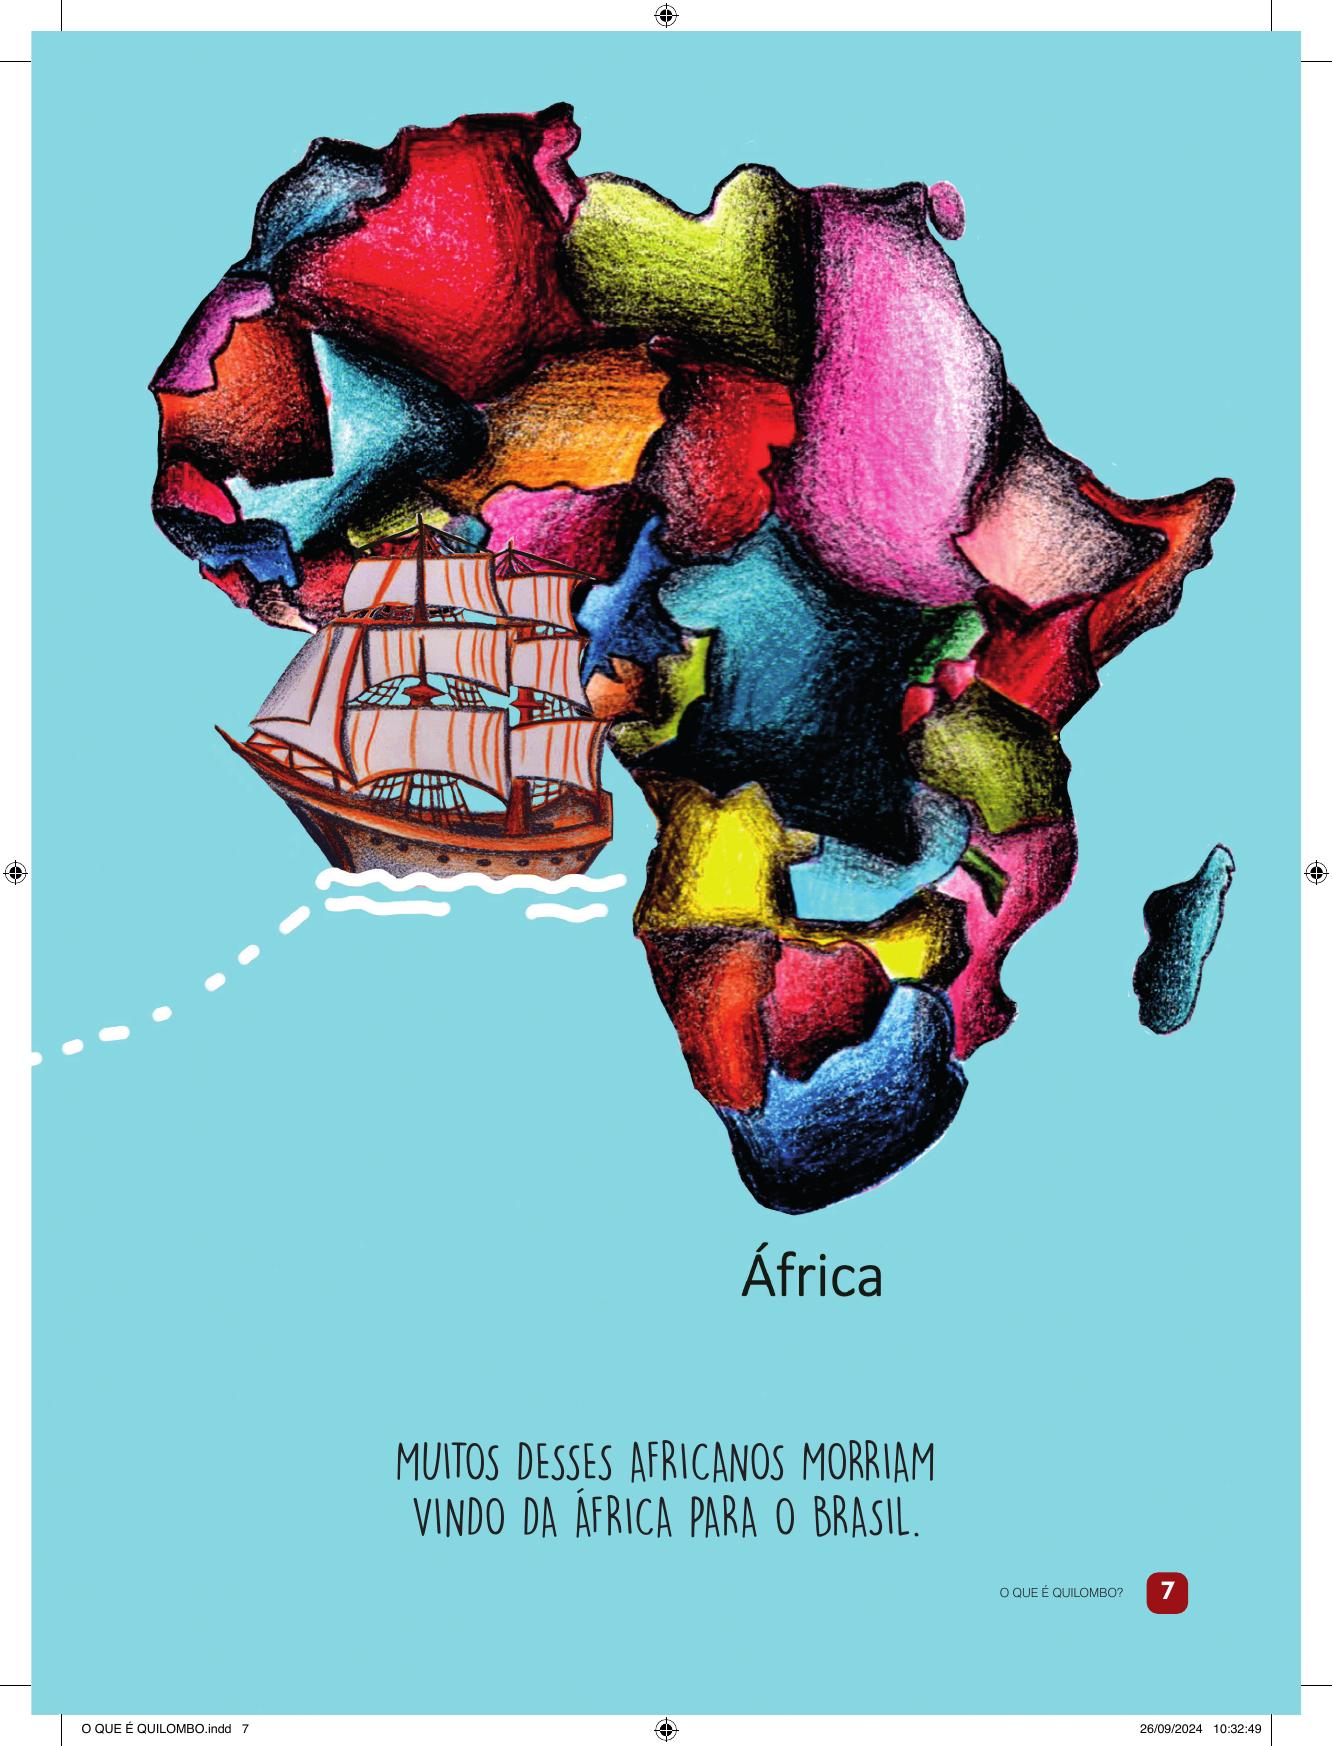 África
MUITOS DESSES AFRICANOS MORRIAM
VINDO DA ÁFRICA PARA O BRASIL.
O QUE É QUILOMBO? 7
O QUE É QUILOMBO.indd 7 26/09/2024 10:32:49